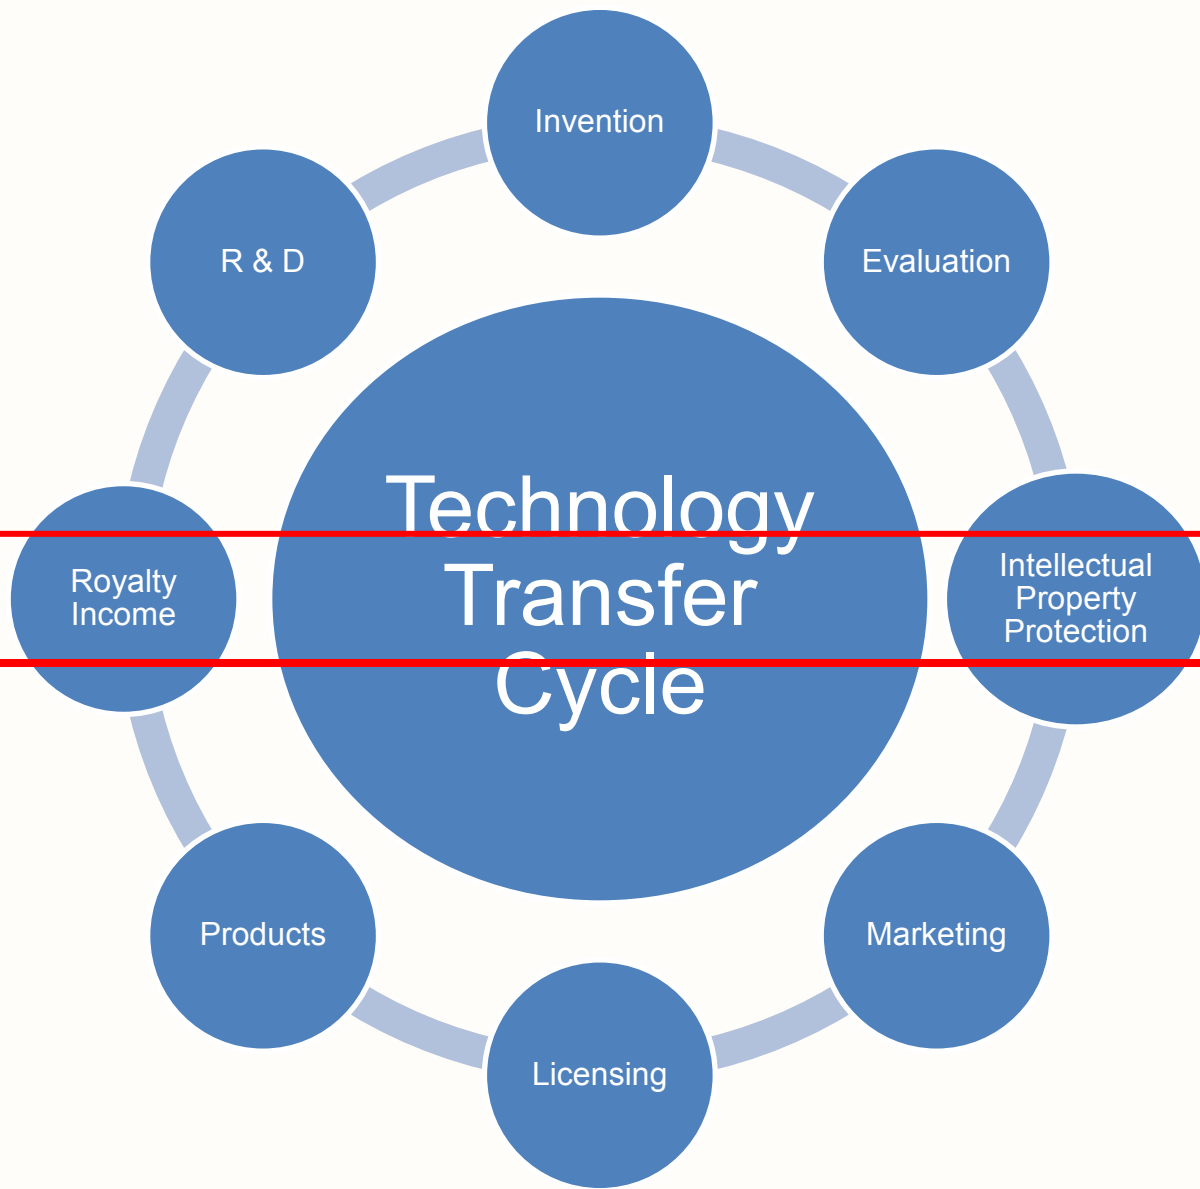 Invention
Evaluation
Intellectual
Property
Protection
Marketing
Licensing
Products
Royalty
Income
R & D
Technology
Transfer
Cycle